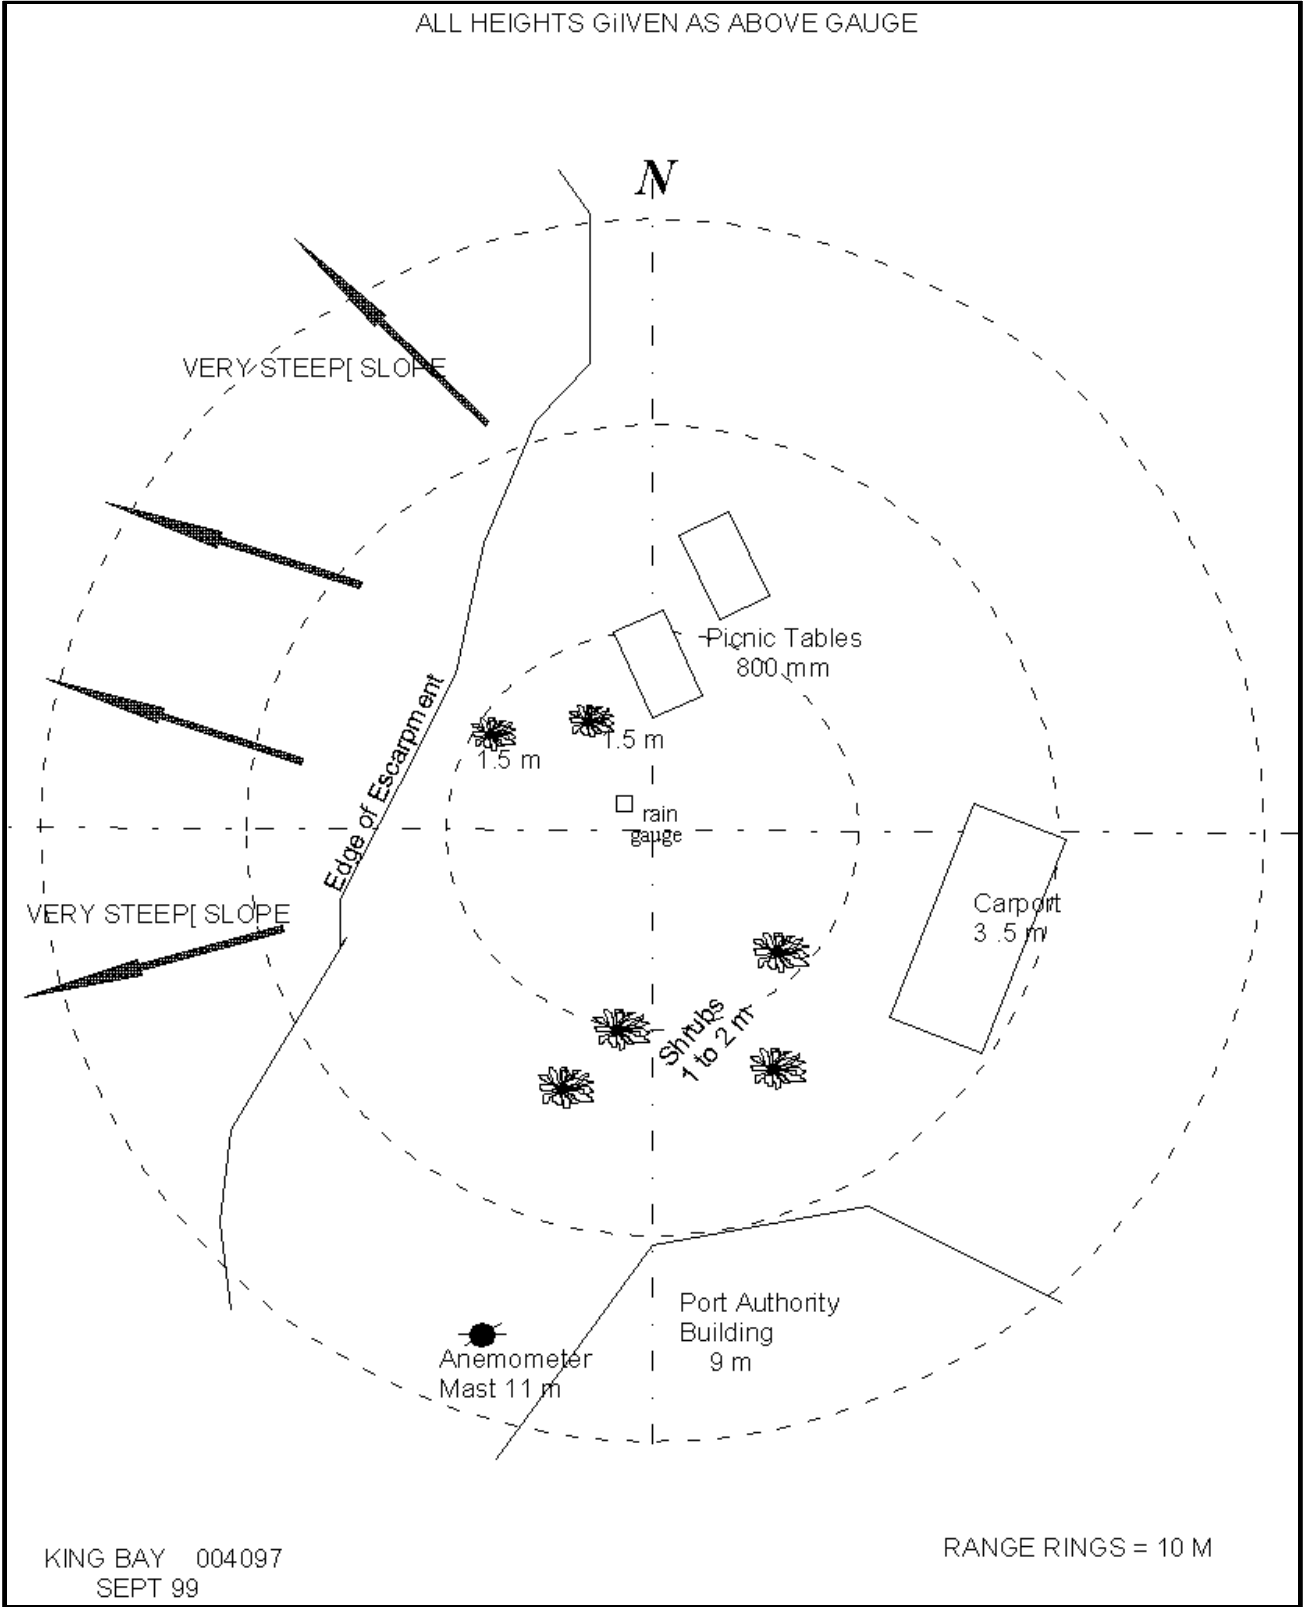 ALL HEIGHTS GiIVEN AS ABOVE GAUGE
N
VERY STEEP[ SLOPE
Picnic Tables
800 mm
Edge of Escarpment
1.5 m
1.5 m
rain
gauge
Carport
3 .5 m
VERY STEEP[ SLOPE
Shrubs
1 to 2 m
Port Authority
Building
9 m
Anemometer
Mast 11 m
RANGE RINGS = 10 M
KING BAY 004097
SEPT 99